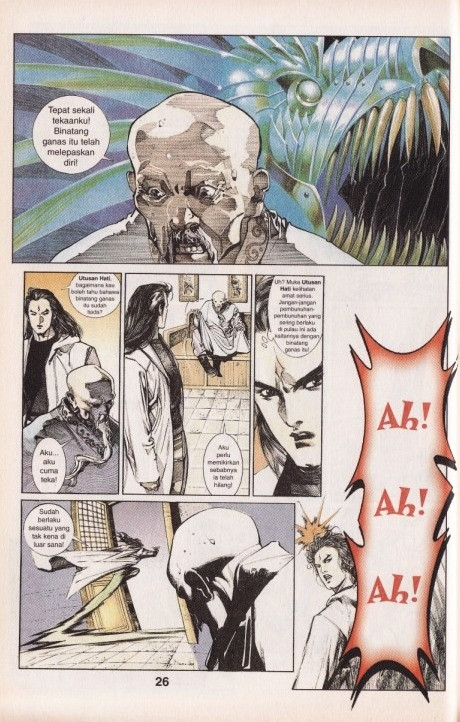 Tepat sekali
tekaanku!
Binatang
ganas itu telah
melepaskan
diri!
Utusan Hati,
bagaimana kau
boleh tahu bahawa
binatang ganas
itu sudah
tiada?
Aku...
aku
cuma
teka!
Aku
perlu
memikirkan
sebabnya
ia telah
hilang!
Uh? Muka Utusan
Hati kelihatan
amat serius.
Jangan-jangan
pembunuhan-
pembunuhan yang
sering berlaku
di pulau ini ada
kaitannya dengan
binatang
ganas itu!
Ah!
Ah!
Ah!
Sudah
berlaku
sesuatu yang
tak kena di
luar sana!
26